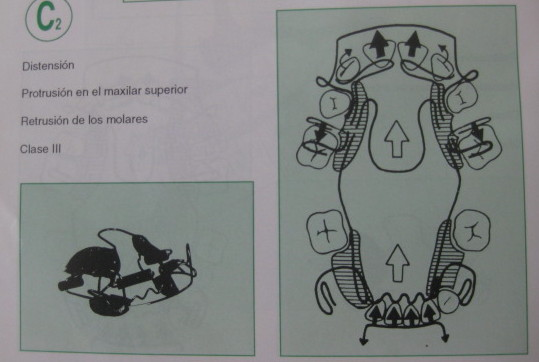 C2
Distensión
Protrusión en el maxilar superior
Retrusión de los molares
Clase III